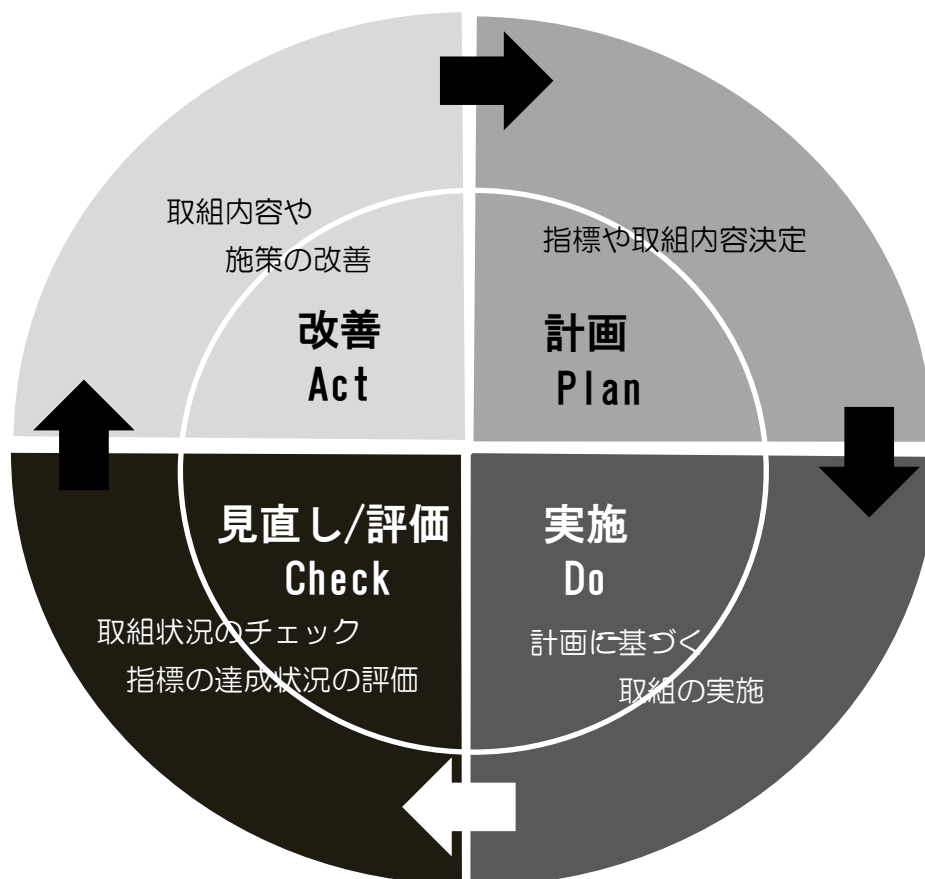 取組内容や
施策の改善
改善
Act
指標や取組内容決定
計画
Plan
見直し/評価
Check
取組状況のチェック
指標の達成状況の評価
実施
Do
計画に基づく
取組の実施